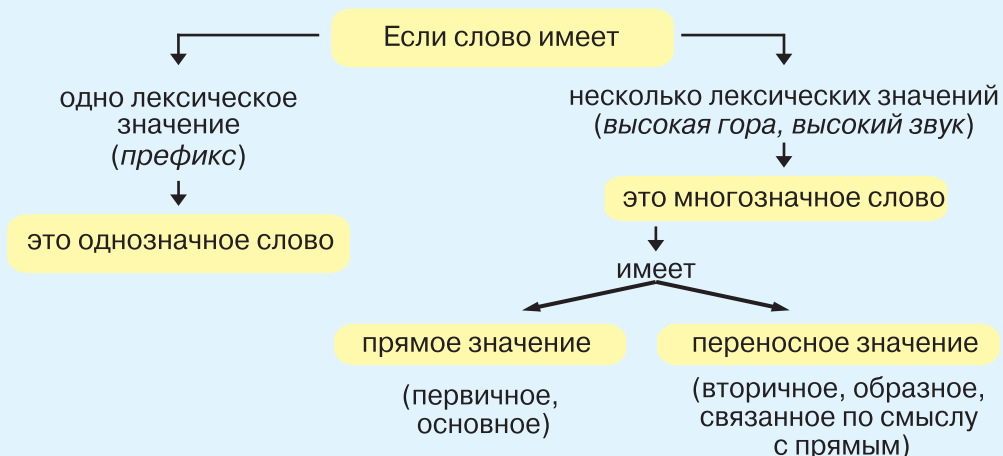 Если слово имеет
одно лексическое
значение
(префикс)
это однозначное слово
несколько лексических значений
(высокая гора, высокий звук)
это многозначное слово
имеет
прямое значение
(первичное,
основное)
переносное значение
(вторичное, образное,
связанное по смыслу
с прямым)